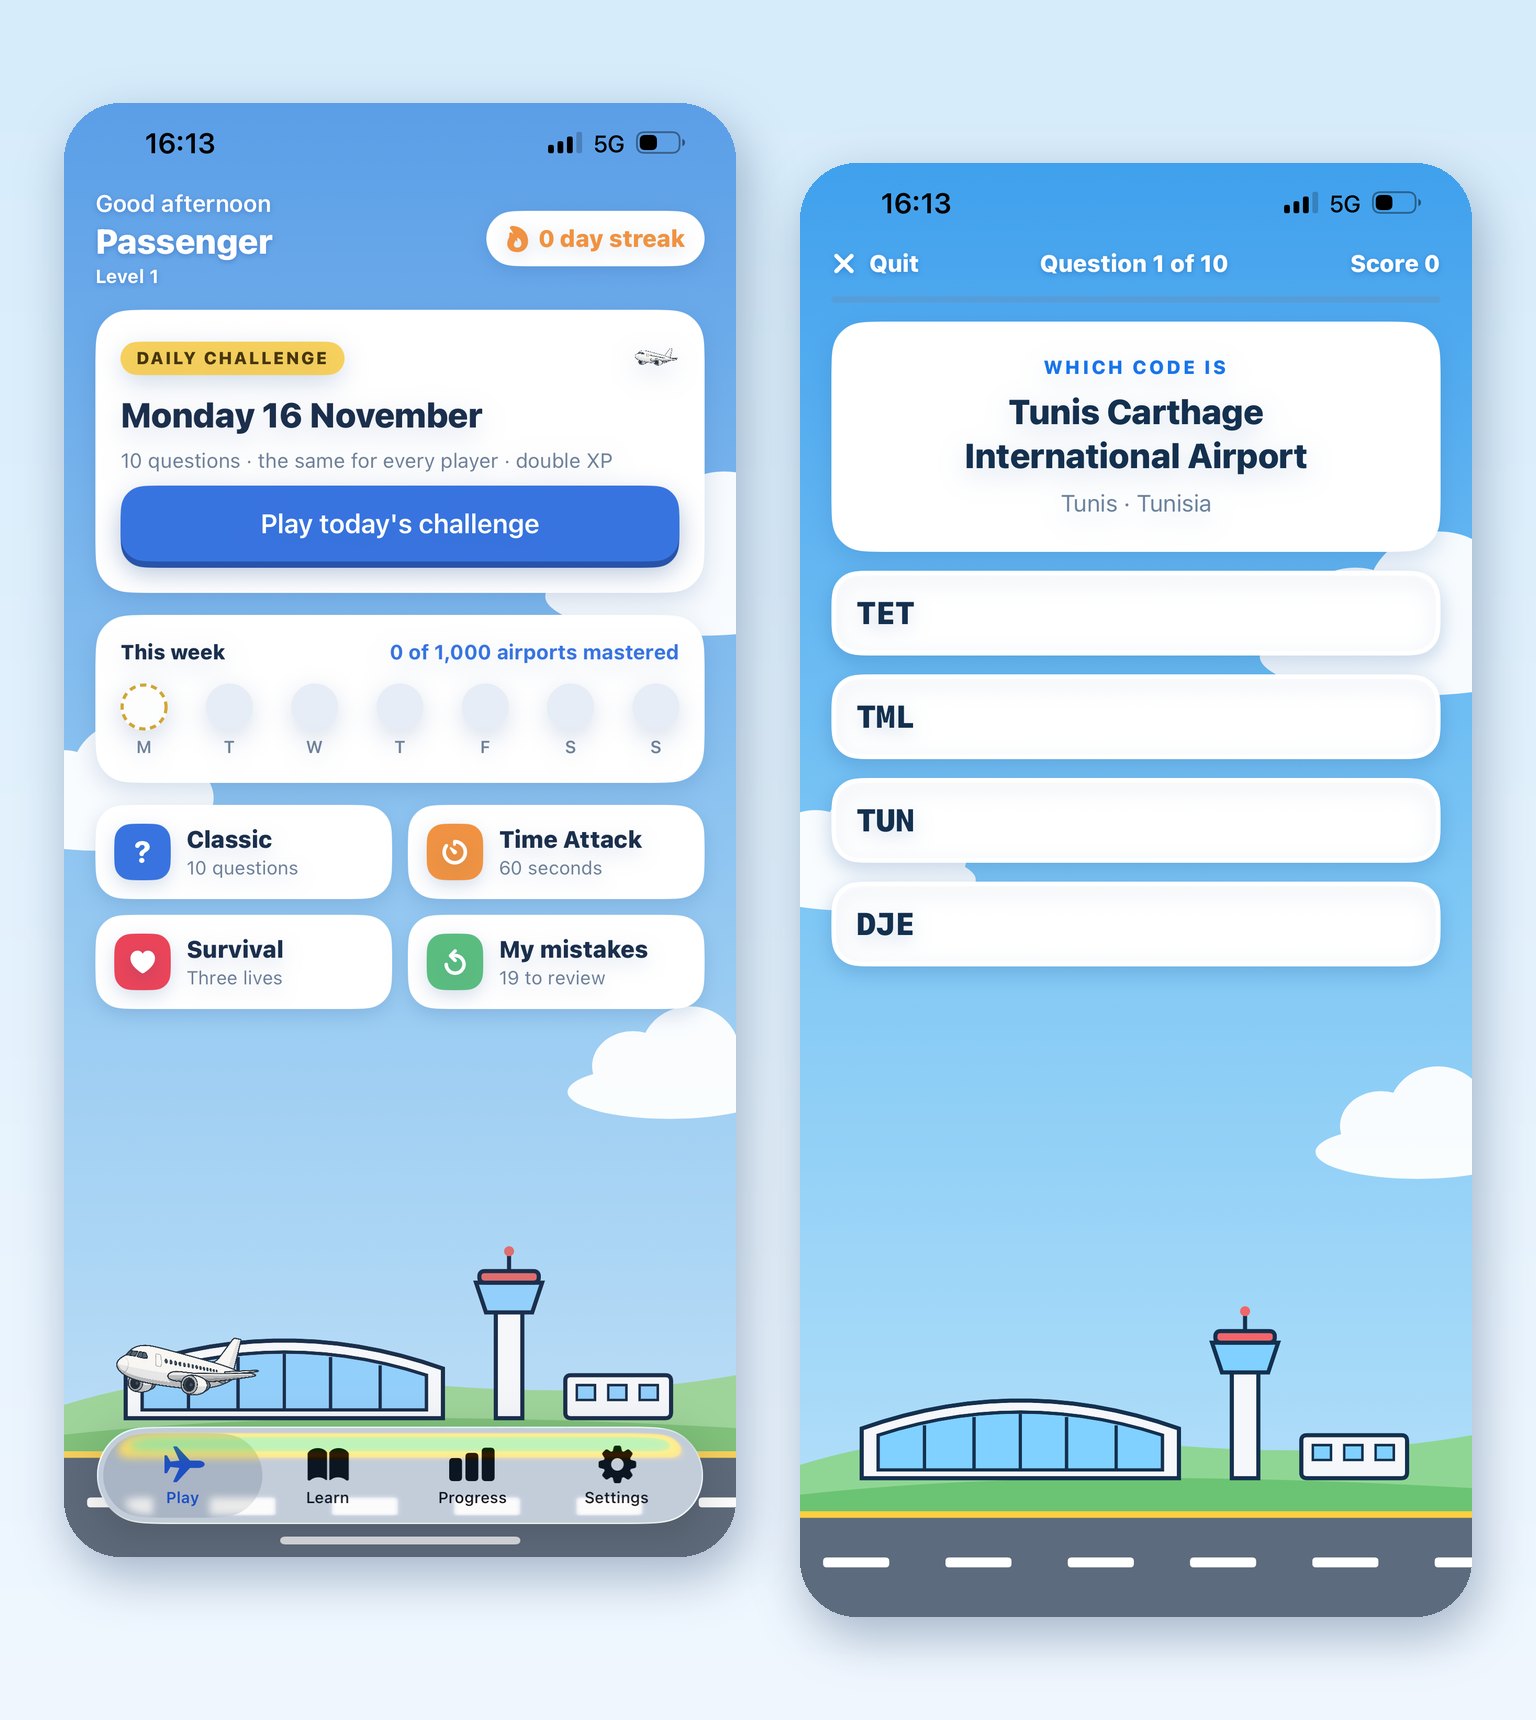 16:13
5G
Good afternoon
Passenger
Level 1
0 day streak
DAILY CHALLENGE
Monday 16 November
10 questions · the same for every player · double XP
Play today's challenge
This week
0 of 1,000 airports mastered
M T W T F S S
Classic
10 questions
Time Attack
60 seconds
Survival
Three lives
My mistakes
19 to review
Play
Learn
Progress
Settings
16:13
5G
Quit
Question 1 of 10
Score 0
WHICH CODE IS
Tunis Carthage
International Airport
Tunis · Tunisia
TET
TML
TUN
DJE